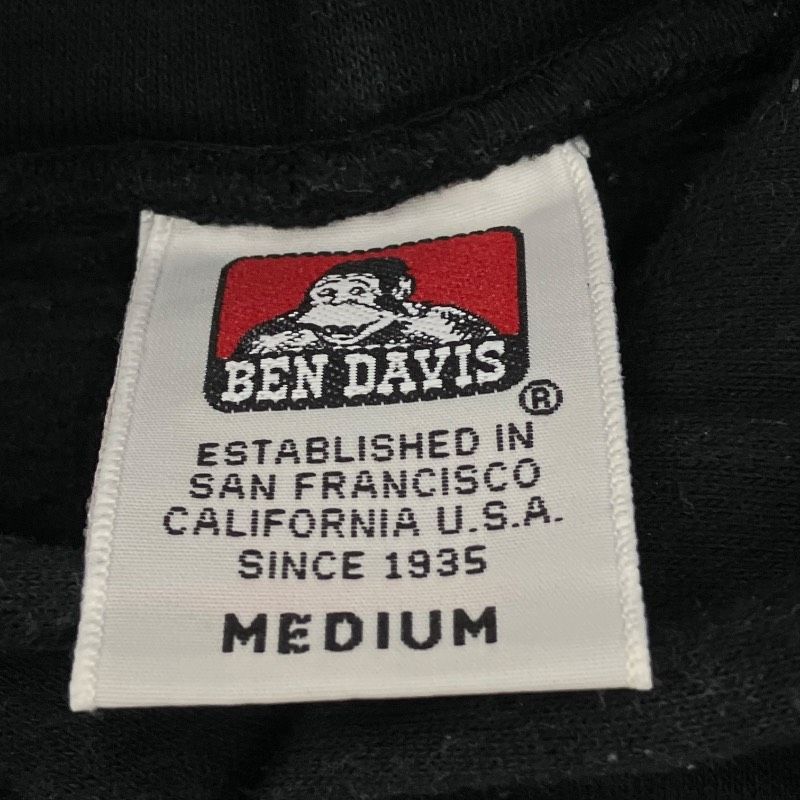 BEN DAVIS
®
ESTABLISHED IN
SAN FRANCISCO
CALIFORNIA U.S.A.
SINCE 1935
MEDIUM